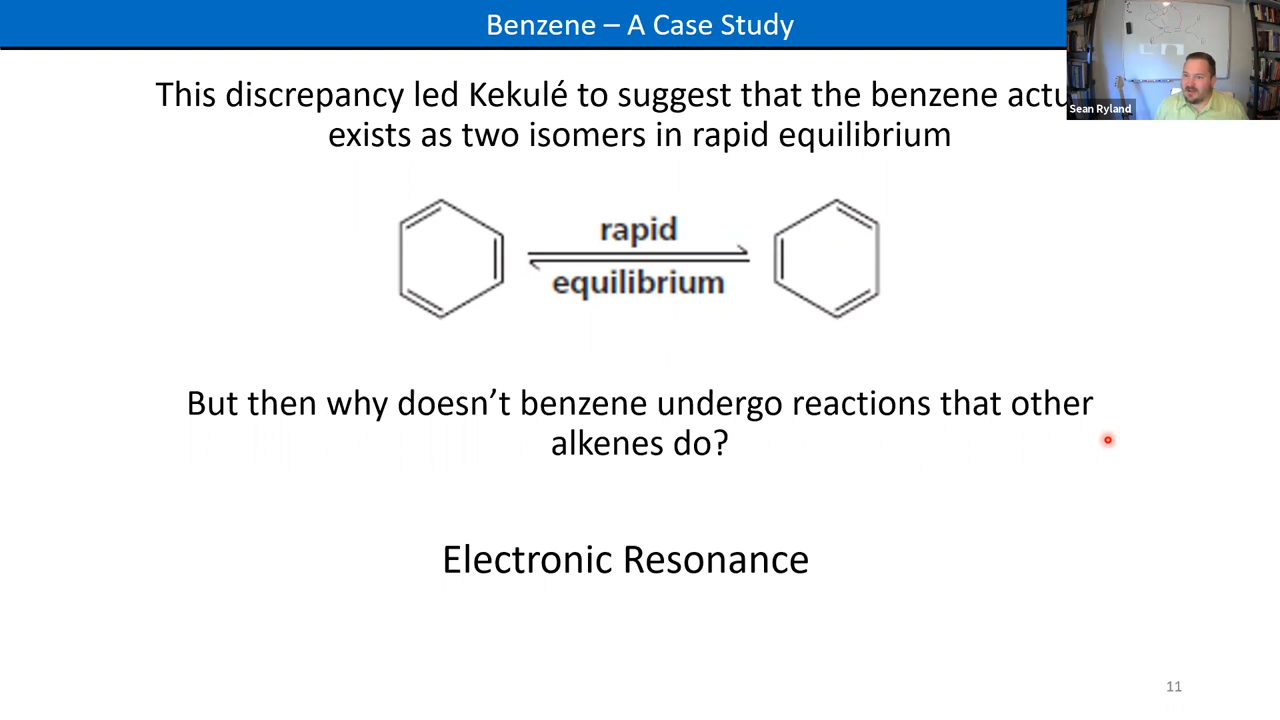 Benzene – A Case Study
This discrepancy led Kekulé to suggest that the benzene
exists as two isomers in rapid equilibrium
rapid
equilibrium
But then why doesn’t benzene undergo reactions that other
alkenes do?
Electronic Resonance
11
Sean Ryland